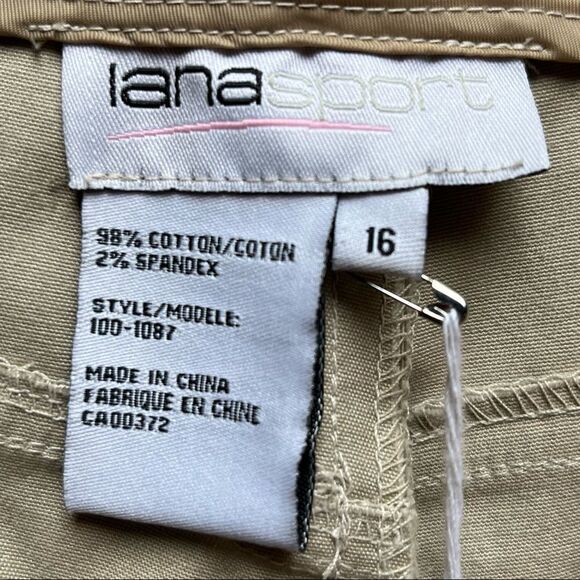 lanasport
98% COTTON/COTON
2% SPANDEX
STYLE/MODELE:
100-1087
MADE IN CHINA
FABRIQUE EN CHINE
CA00372
16